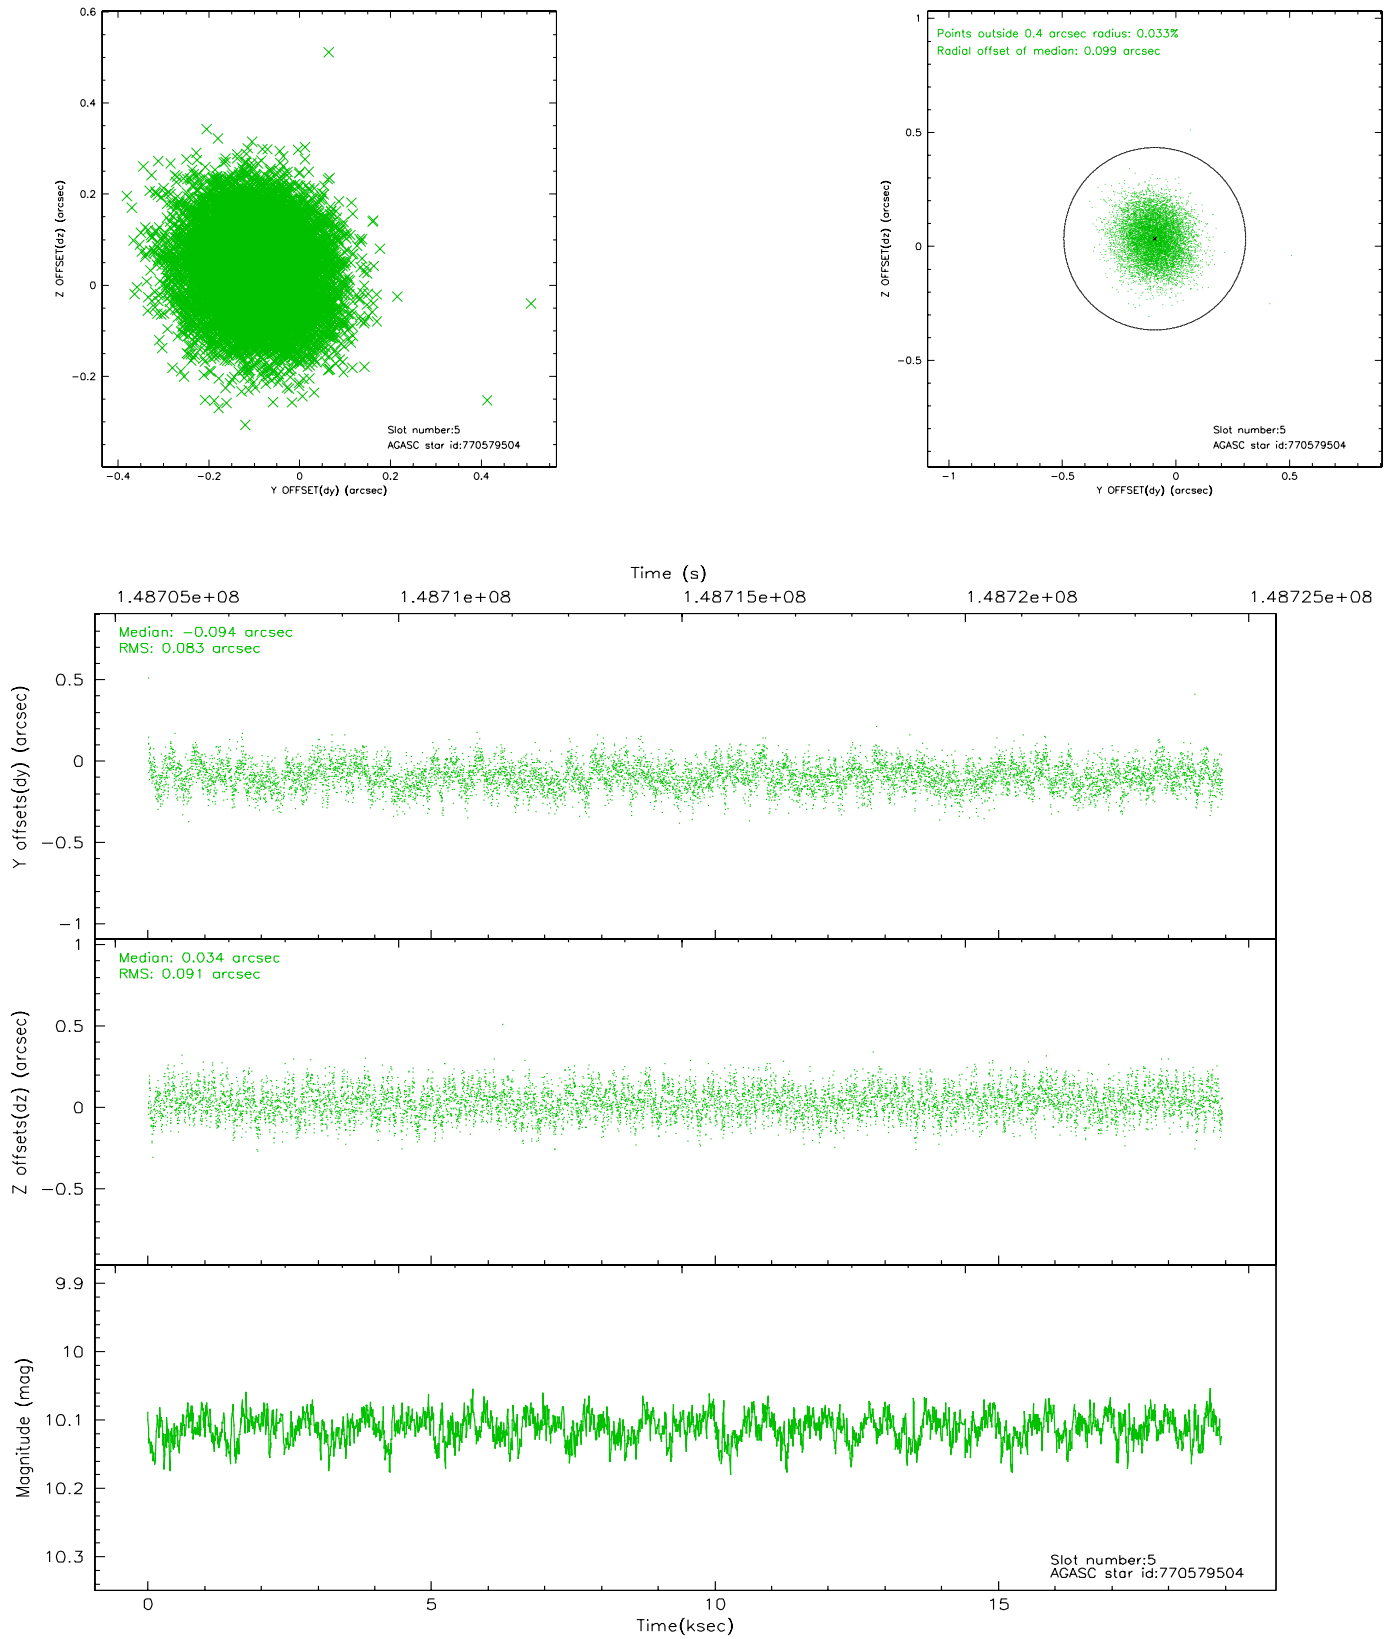 0.6
0.4
0.2
0
−0.2
Z OFFSET(dz) (arcsec)
Slot number:5
AGASC star id:770579504
−0.4 −0.2 0 0.2 0.4
Y OFFSET(dy) (arcsec)
1
0.5
0
−0.5
Z OFFSET(dz) (arcsec)
Points outside 0.4 arcsec radius: 0.033%
Radial offset of median: 0.099 arcsec
Slot number:5
AGASC star id:770579504
−1 −0.5 0 0.5
Y OFFSET(dy) (arcsec)
Time (s)
1.48705e+08 1.4871e+08 1.48715e+08 1.4872e+08 1.48725e+08
Median: −0.094 arcsec
RMS: 0.083 arcsec
0.5
0
−0.5
−1
Y offsets(dy) (arcsec)
Median: 0.034 arcsec
RMS: 0.091 arcsec
1
0.5
0
−0.5
Z offsets(dz) (arcsec)
9.9
10
10.1
10.2
10.3
Magnitude (mag)
Slot number:5
AGASC star id:770579504
0 5 10 15
Time(ksec)